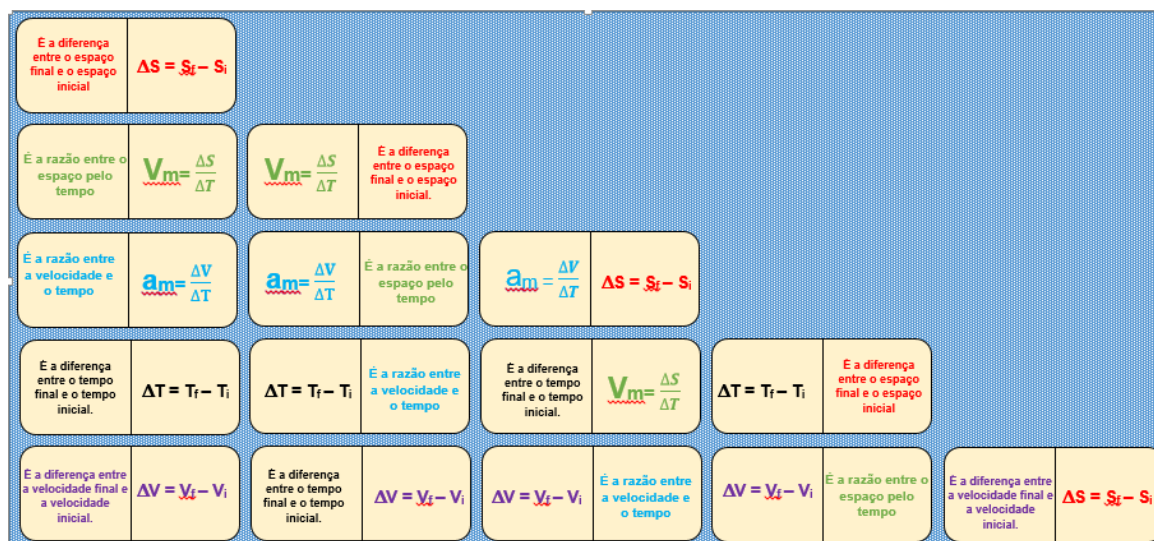 É a diferença
entre o espaço
final e o espaço
inicial
ΔS = Sf – Si
É a razão entre o
espaço pelo
tempo
Vm= ΔS/ΔT
Vm= ΔS/ΔT
É a diferença
entre o espaço
final e o espaço
inicial.
É a razão entre
a velocidade e
o tempo
am= ΔV/ΔT
am= ΔV/ΔT
É a razão entre o
espaço pelo
tempo
am = ΔV/ΔT
ΔS = Sf – Si
É a diferença
entre o tempo
final e o tempo
inicial.
ΔT = Tf – Ti
ΔT = Tf – Ti
É a razão entre
a velocidade e
o tempo
É a diferença
entre o tempo
final e o tempo
inicial.
Vm= ΔS/ΔT
ΔT = Tf – Ti
É a diferença
entre o espaço
final e o espaço
inicial
É a diferença entre
a velocidade final e
a velocidade
inicial.
ΔV = Vf – Vi
É a diferença
entre o tempo
final e o tempo
inicial.
ΔV = Vf – Vi
ΔV = Vf – Vi
É a razão entre
a velocidade e
o tempo
ΔV = Vf – Vi
É a razão entre o
espaço pelo
tempo
É a diferença entre
a velocidade final e
a velocidade
inicial.
ΔS = Sf – Si